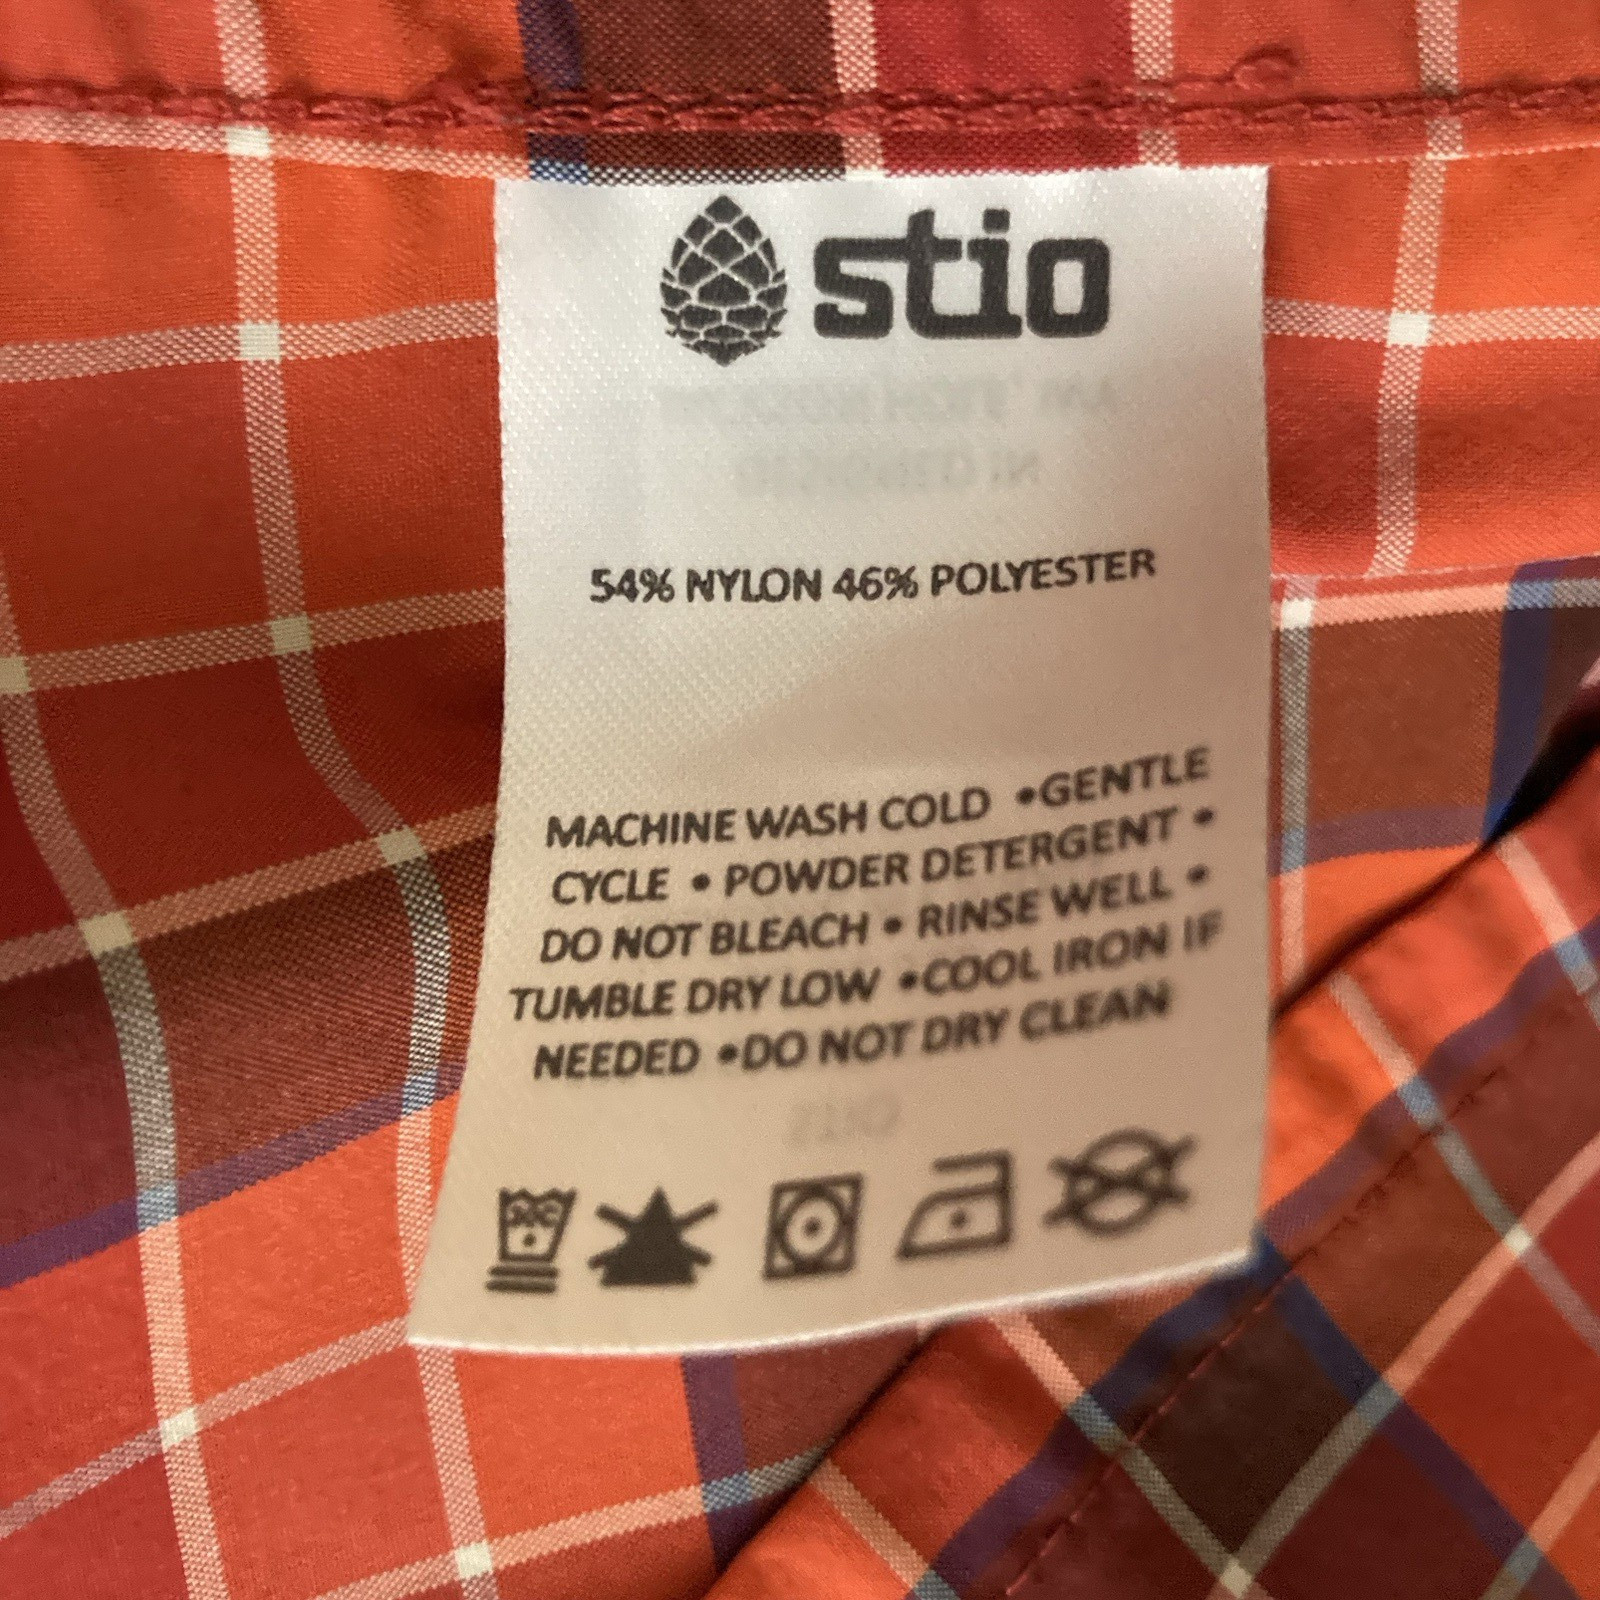 stio
54% NYLON 46% POLYESTER
MACHINE WASH COLD •GENTLE
CYCLE • POWDER DETERGENT •
DO NOT BLEACH • RINSE WELL •
TUMBLE DRY LOW •COOL IRON IF
NEEDED •DO NOT DRY CLEAN